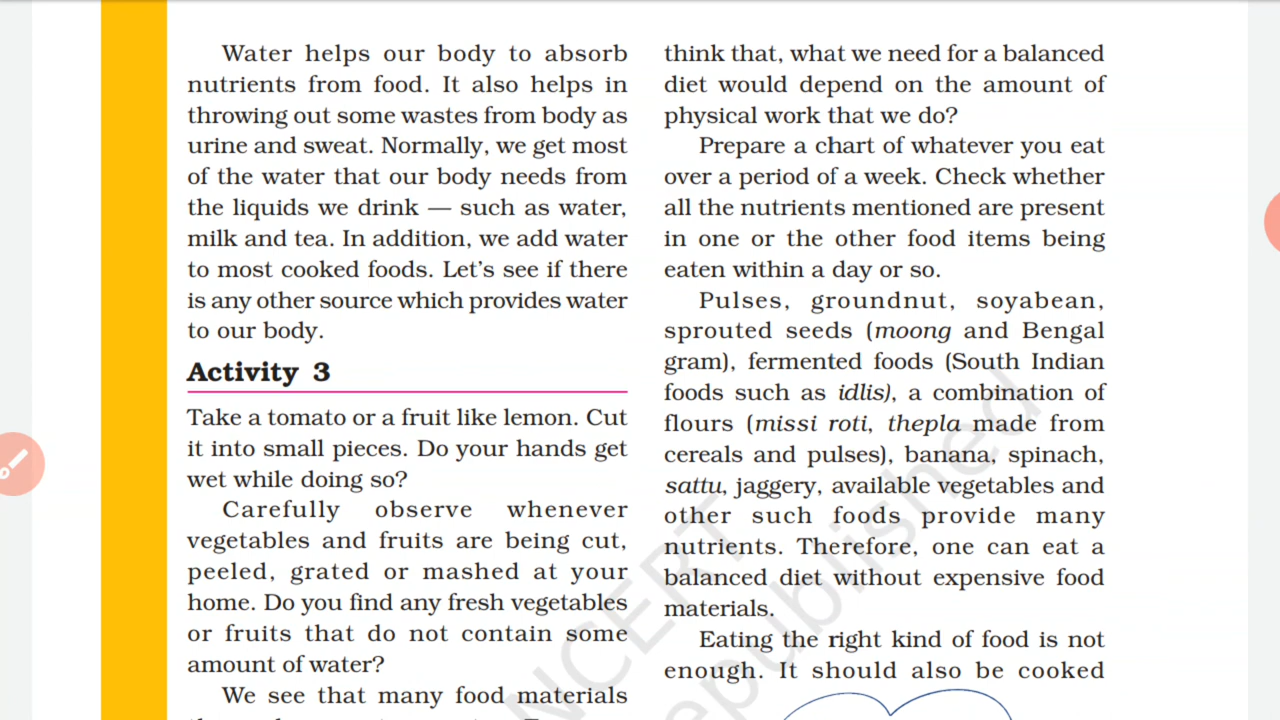 Water helps our body to absorb
nutrients from food. It also helps in
throwing out some wastes from body as
urine and sweat. Normally, we get most
of the water that our body needs from
the liquids we drink — such as water,
milk and tea. In addition, we add water
to most cooked foods. Let's see if there
is any other source which provides water
to our body.
Activity 3
Take a tomato or a fruit like lemon. Cut
it into small pieces. Do your hands get
wet while doing so?
Carefully observe whenever
vegetables and fruits are being cut,
peeled, grated or mashed at your
home. Do you find any fresh vegetables
or fruits that do not contain some
amount of water?
We see that many food materials
think that, what we need for a balanced
diet would depend on the amount of
physical work that we do?
Prepare a chart of whatever you eat
over a period of a week. Check whether
all the nutrients mentioned are present
in one or the other food items being
eaten within a day or so.
Pulses, groundnut, soyabean,
sprouted seeds (moong and Bengal
gram), fermented foods (South Indian
foods such as idlis), a combination of
flours (missi roti, thepla made from
cereals and pulses), banana, spinach,
sattu, jaggery, available vegetables and
other such foods provide many
nutrients. Therefore, one can eat a
balanced diet without expensive food
materials.
Eating the right kind of food is not
enough. It should also be cooked
NCERT
republished